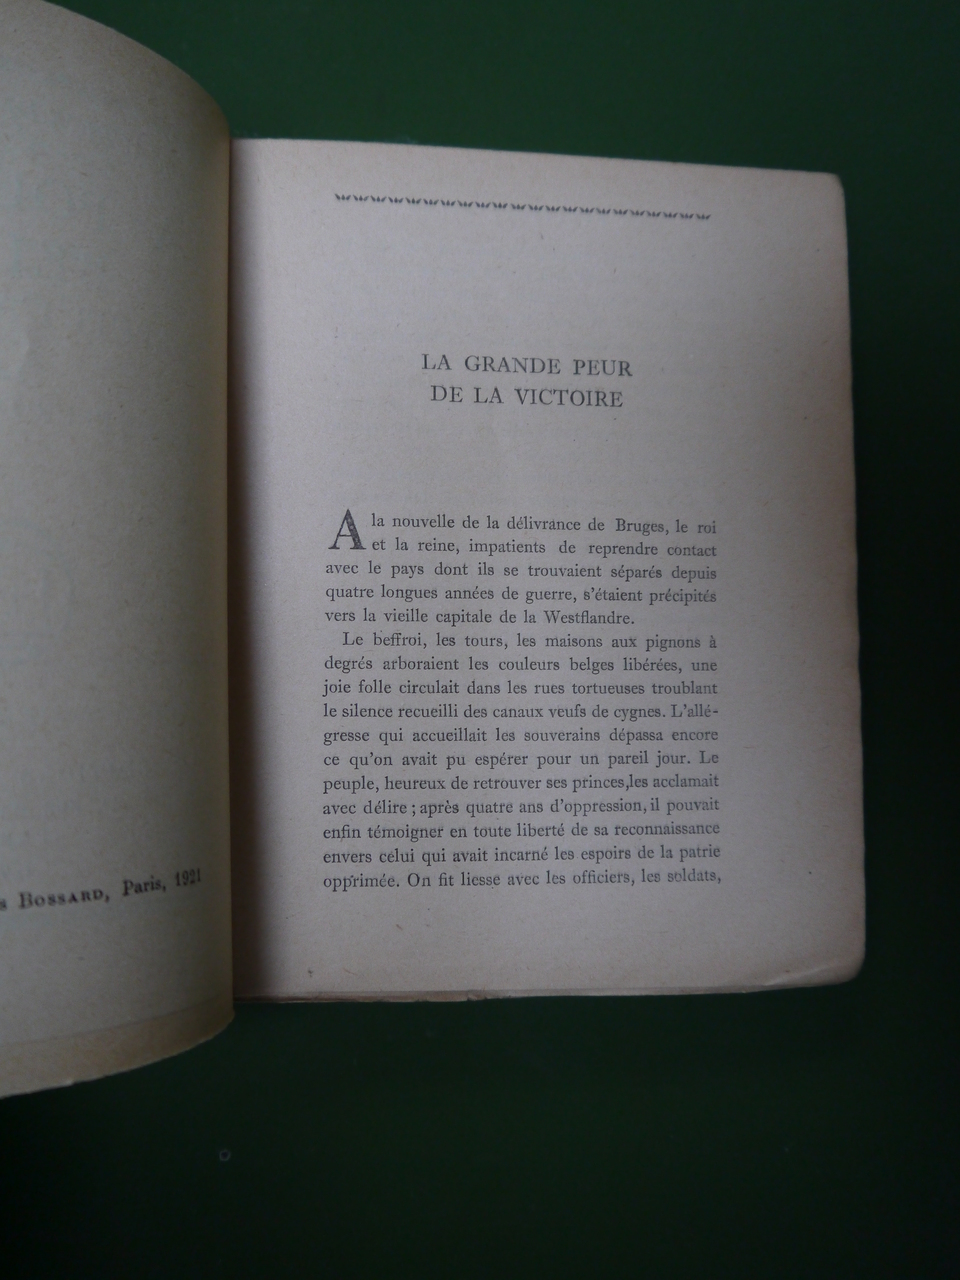 s BOSSARD, Paris, 1921
LA GRANDE PEUR
DE LA VICTOIRE
A la nouvelle de la délivrance de Bruges, le roi
et la reine, impatients de reprendre contact
avec le pays dont ils se trouvaient séparés depuis
quatre longues années de guerre, s'étaient précipités
vers la vieille capitale de la Westflandre.
Le beffroi, les tours, les maisons aux pignons à
degrés arboraient les couleurs belges libérées, une
joie folle circulait dans les rues tortueuses troublant
le silence recueilli des canaux veufs de cygnes. L'allé-
gresse qui accueillait les souverains dépassa encore
ce qu'on avait pu espérer pour un pareil jour. Le
peuple, heureux de retrouver ses princes,les acclamait
avec délire ; après quatre ans d'oppression, il pouvait
enfin témoigner en toute liberté de sa reconnaissance
envers celui qui avait incarné les espoirs de la patrie
opprimée. On fit liesse avec les officiers, les soldats,